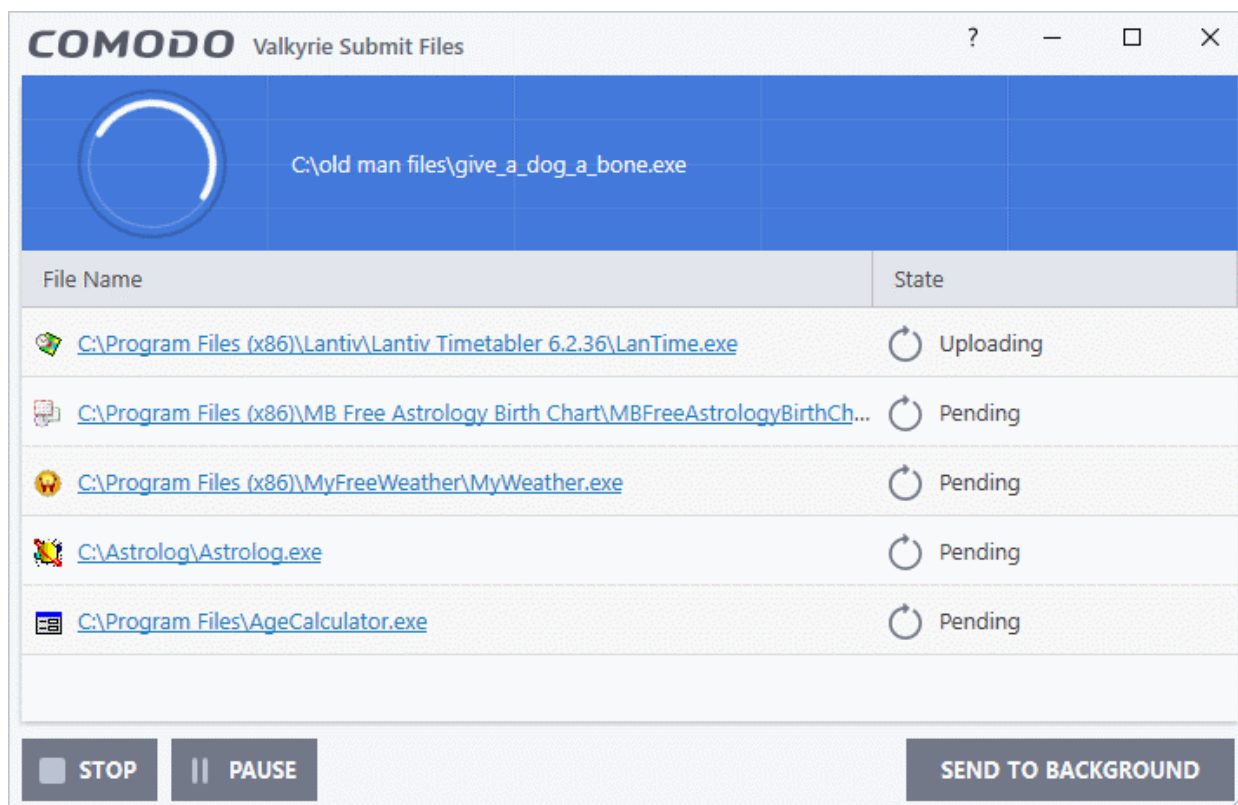 COMODO Valkyrie Submit Files ?
C:\old man files\give_a_dog_a_bone.exe
File Name State
C:\Program Files (x86)\Lantiv\Lantiv Timetabler 6.2.36\LanTime.exe Uploading
C:\Program Files (x86)\MB Free Astrology Birth Chart\MBFreeAstrologyBirthCh... Pending
C:\Program Files (x86)\MyFreeWeather\MyWeather.exe Pending
C:\Astrolog\Astrolog.exe Pending
C:\Program Files\AgeCalculator.exe Pending
STOP PAUSE SEND TO BACKGROUND